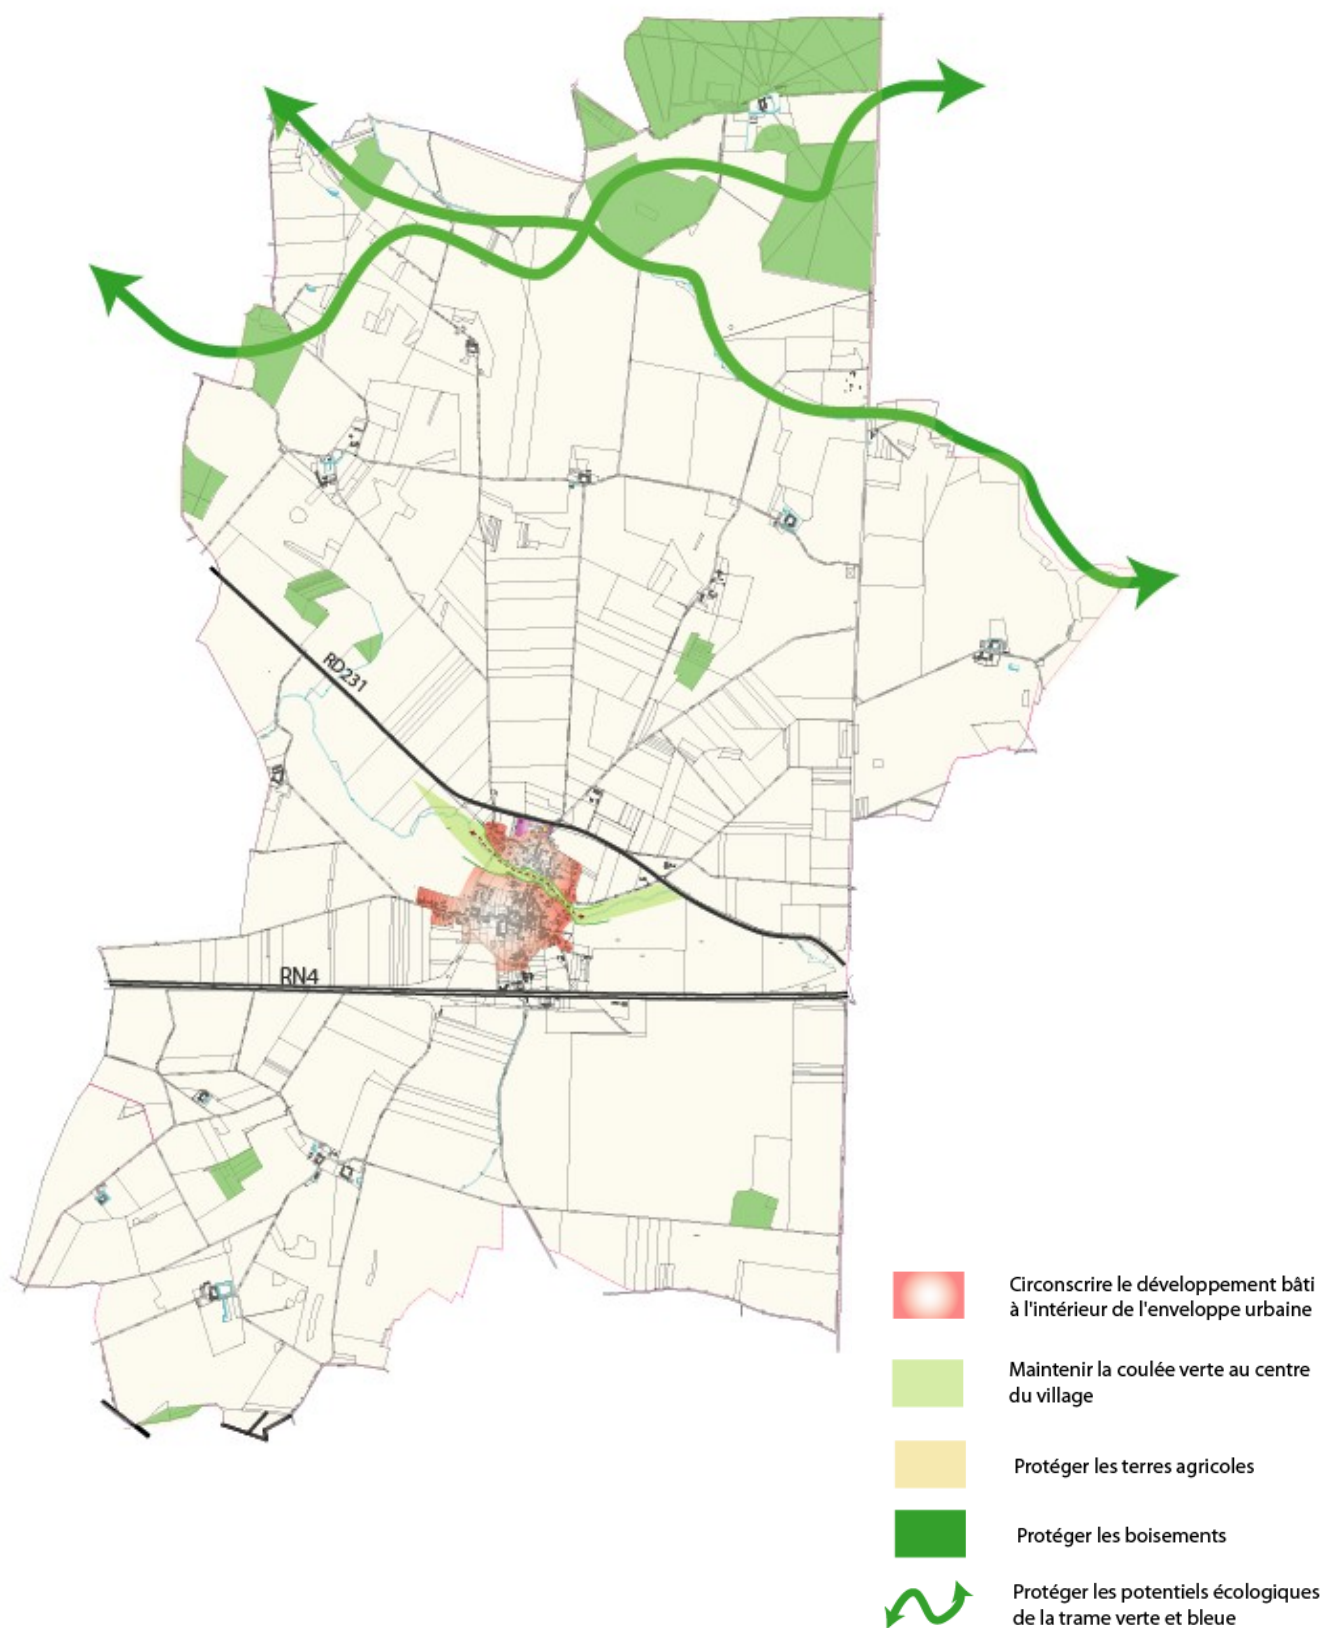 RD231
RN4
Circonscrire le développement bâti
à l'intérieur de l'enveloppe urbaine
Maintenir la coulée verte au centre
du village
Protéger les terres agricoles
Protéger les boisements
Protéger les potentiels écologiques
de la trame verte et bleue